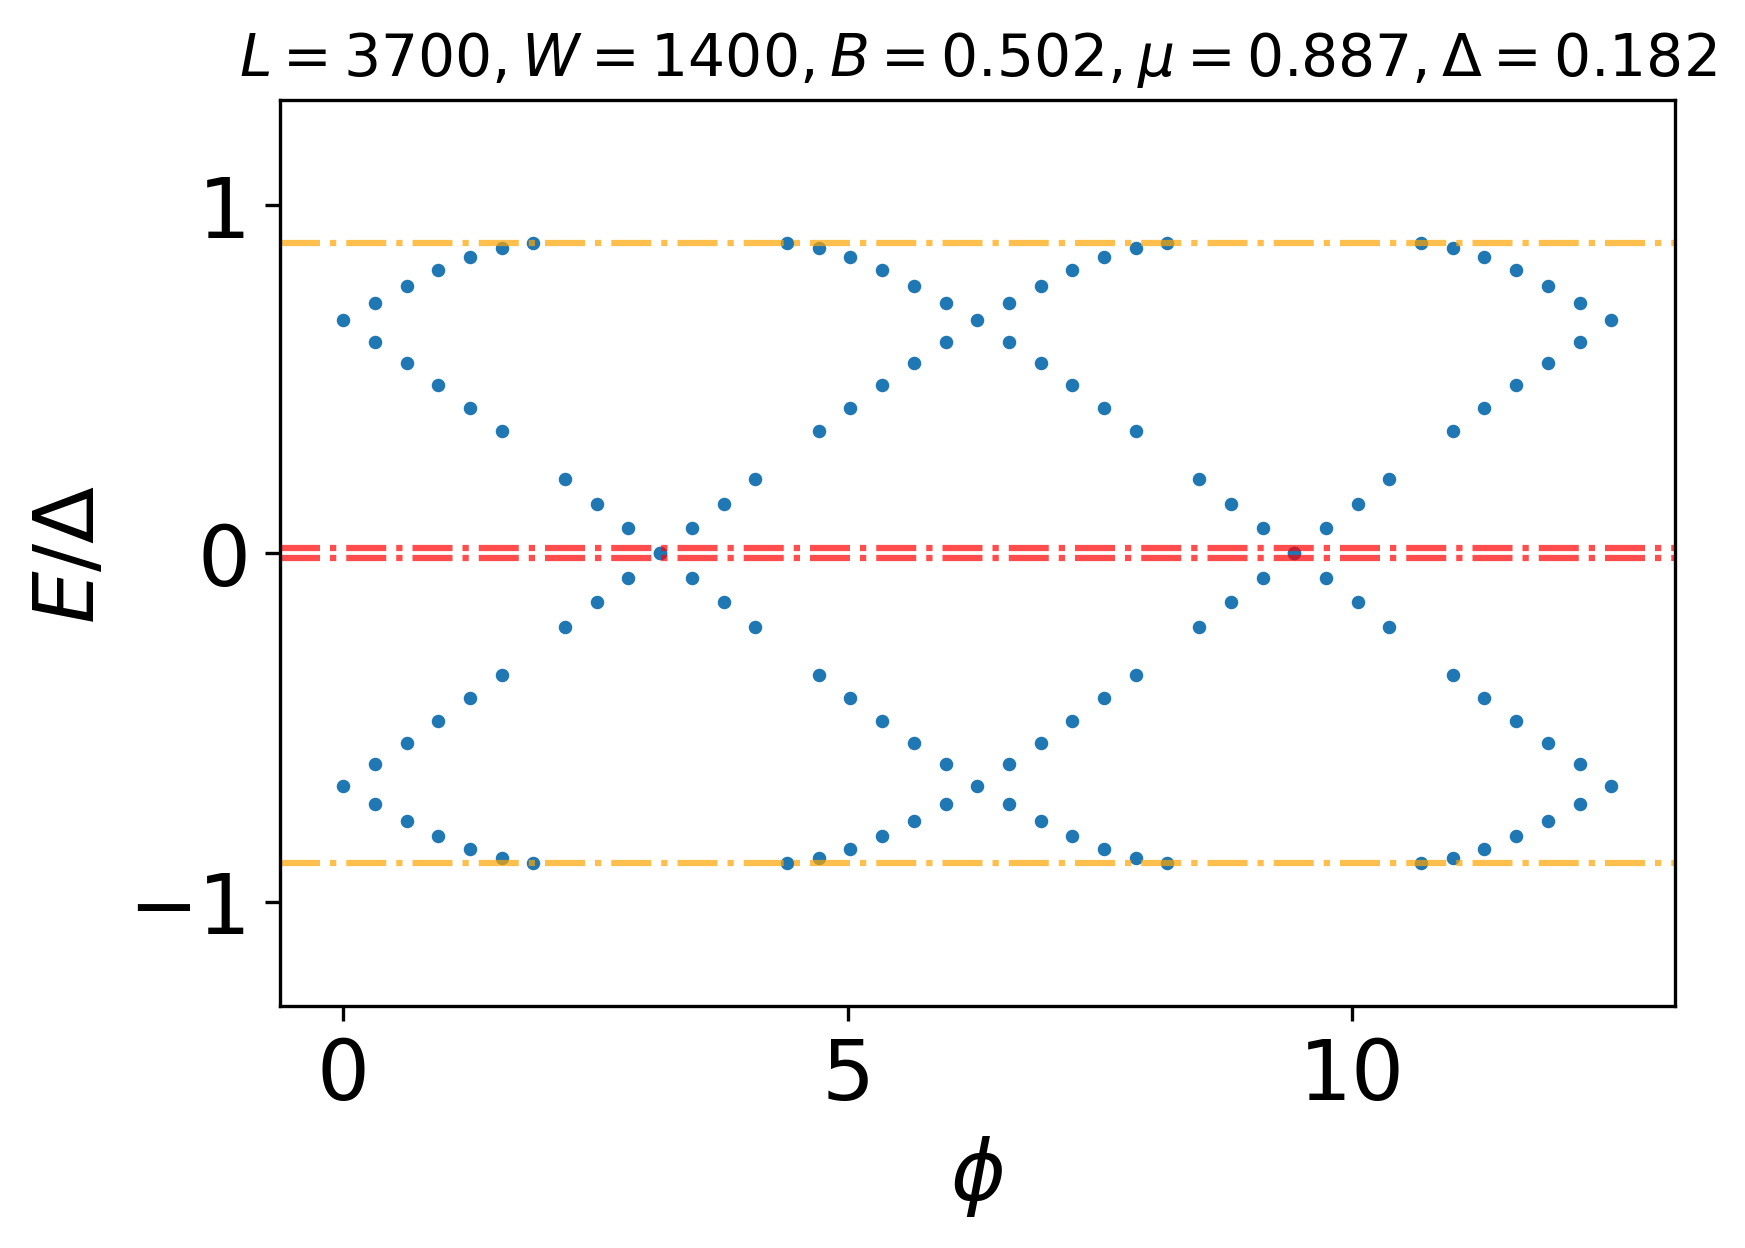 L = 3700, W = 1400, B = 0.502, μ = 0.887, Δ = 0.182
1
0
−1
E/Δ
0 5 10
ϕ